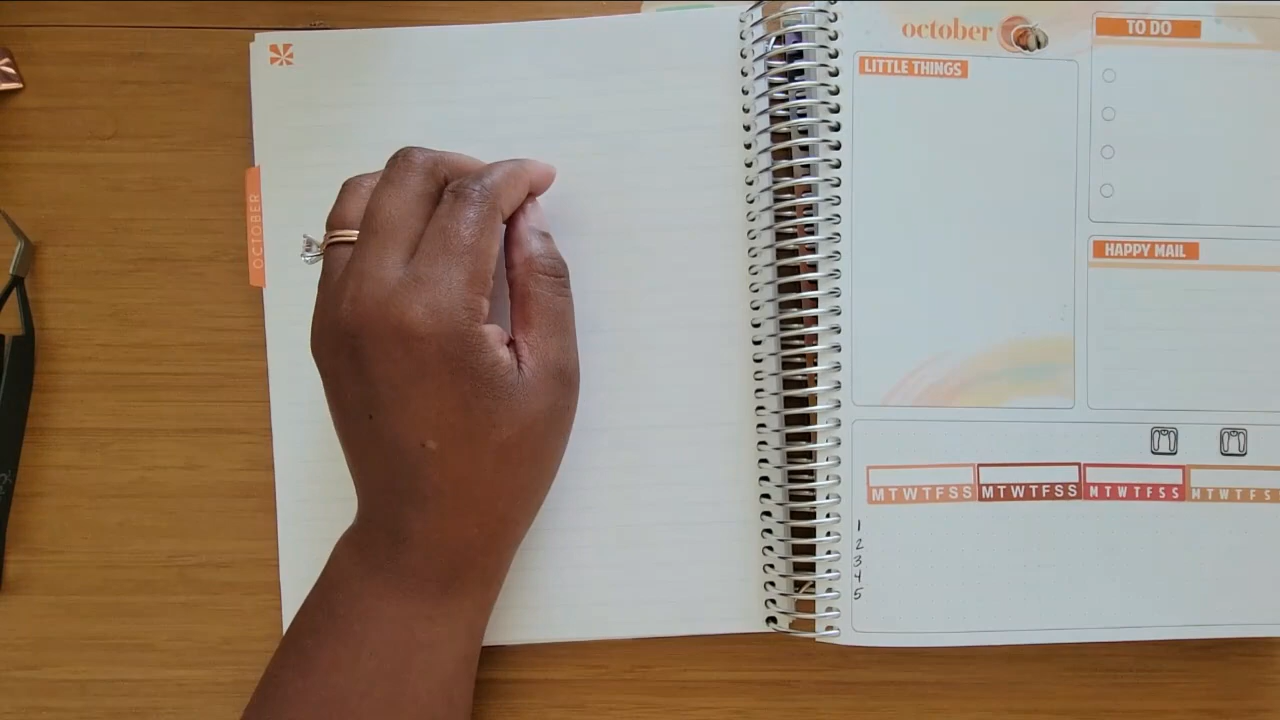 OCTOBER
october
LITTLE THINGS
TO DO
HAPPY MAIL
MTWTFSS MTWTFSS MTWTFSS MTWTFS
1
2
3
4
5